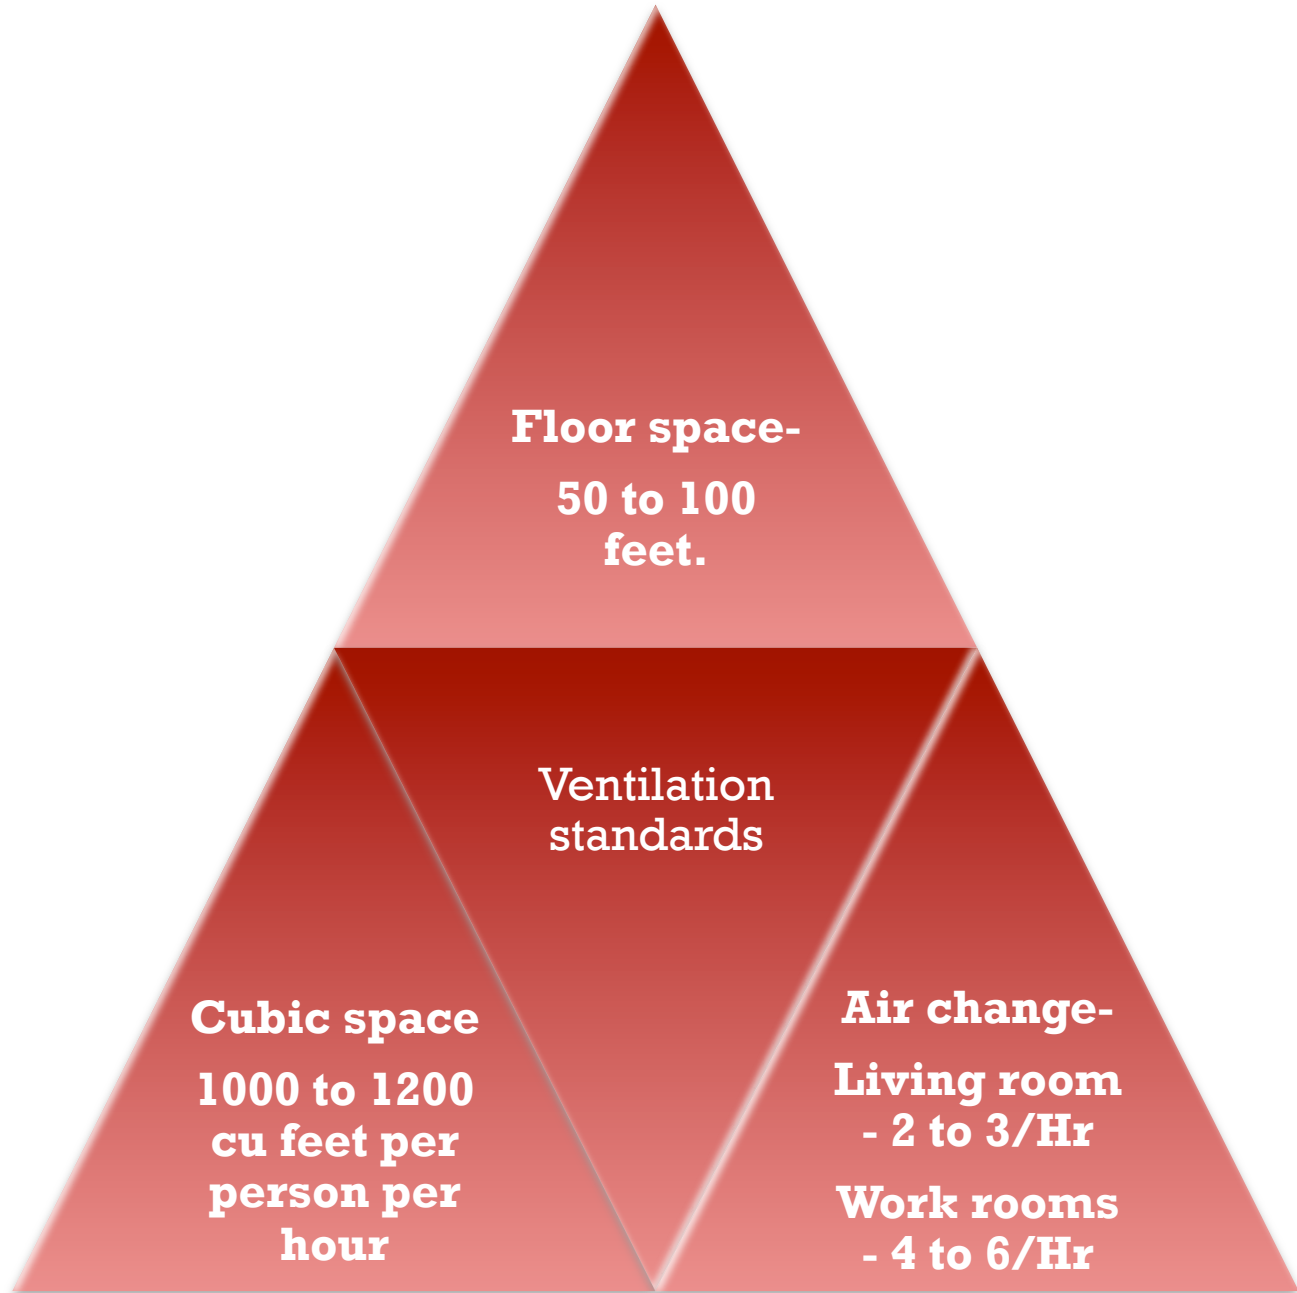 Floor space-
50 to 100
feet.
Ventilation
standards
Cubic space
1000 to 1200
cu feet per
person per
hour
Air change-
Living room
- 2 to 3/Hr
Work rooms
- 4 to 6/Hr